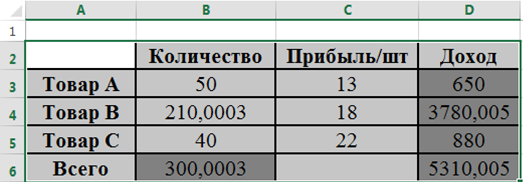 A B C D
1
2 Количество Прибыль/шт Доход
3 Товар А 50 13 650
4 Товар В 210,0003 18 3780,005
5 Товар С 40 22 880
6 Всего 300,0003 5310,005